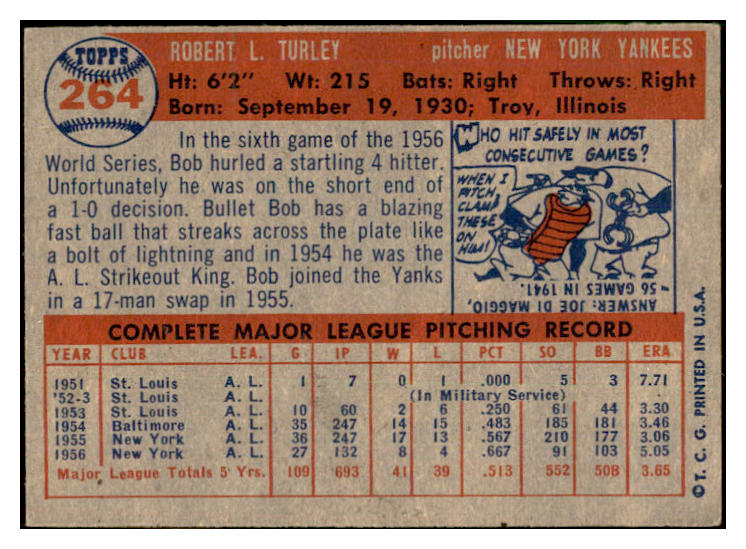 TOPPS
264
ROBERT L. TURLEY pitcher NEW YORK YANKEES
Ht: 6'2" Wt: 215 Bats: Right Throws: Right
Born: September 19, 1930; Troy, Illinois
In the sixth game of the 1956
World Series, Bob hurled a startling 4 hitter.
Unfortunately he was on the short end of
a 1-0 decision. Bullet Bob has a blazing
fast ball that streaks across the plate like
a bolt of lightning and in 1954 he was the
A. L. Strikeout King. Bob joined the Yanks
in a 17-man swap in 1955.
WHO HIT SAFELY IN MOST
CONSECUTIVE GAMES?
WHEN I
PITCH,
CLAMP
THESE
ON
HIM!
ANSWER: JOE DI MAGGIO,
56 GAMES IN 1941.
COMPLETE MAJOR LEAGUE PITCHING RECORD
YEAR CLUB LEA. G IP W L PCT SO BB ERA
1951 St. Louis A. L. 1 7 0 1 .000 5 3 7.71
'52-3 St. Louis A. L. (In Military Service)
1953 St. Louis A. L. 10 60 2 6 .250 61 44 3.30
1954 Baltimore A. L. 35 247 14 15 .483 185 181 3.46
1955 New York A. L. 36 247 17 13 .567 210 177 3.06
1956 New York A. L. 27 132 8 4 .667 91 103 5.05
Major League Totals 5 Yrs. 109 693 41 39 .513 552 508 3.65
© T. C. G. PRINTED IN U.S.A.